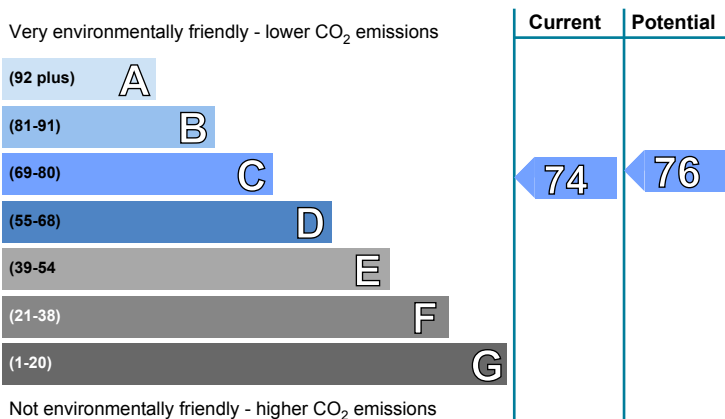 Very environmentally friendly - lower CO₂ emissions
Current
Potential
(92 plus) A
(81-91) B
(69-80) C
74
76
(55-68) D
(39-54 E
(21-38) F
(1-20) G
Not environmentally friendly - higher CO₂ emissions